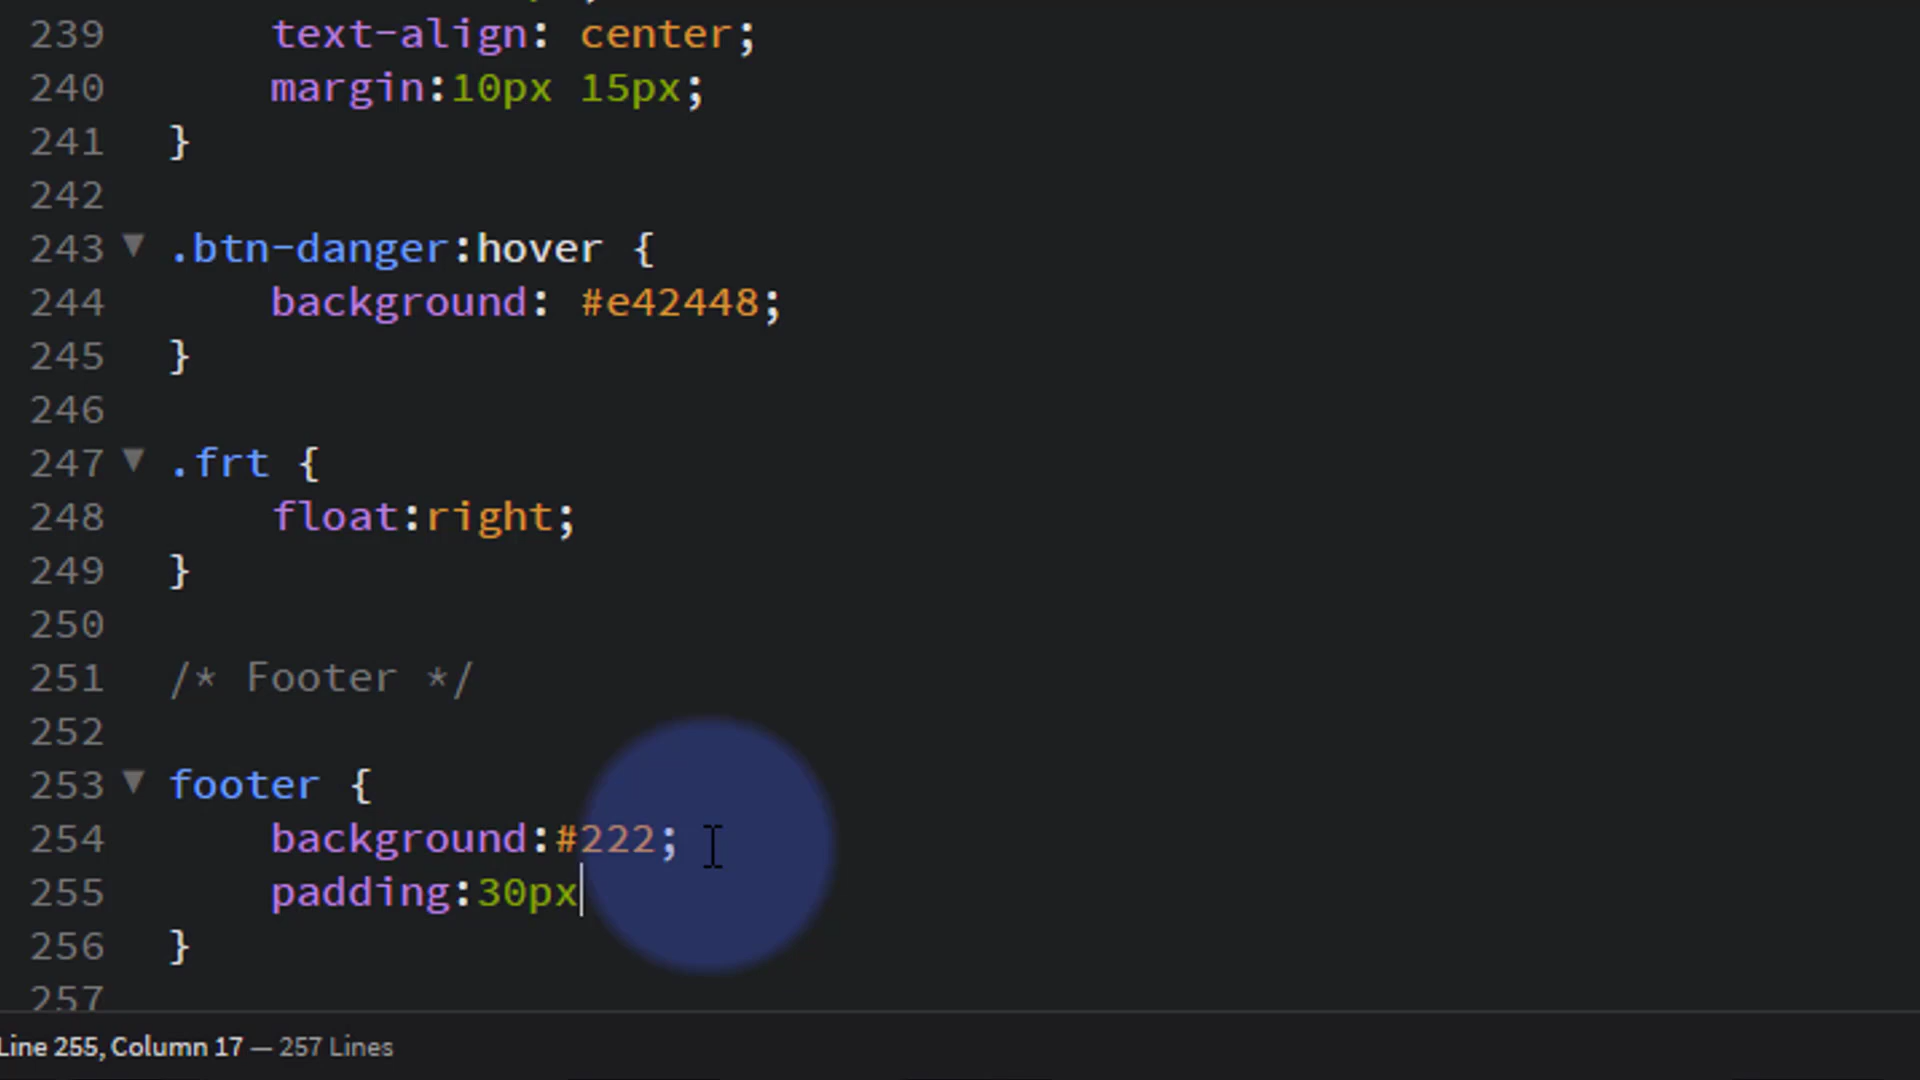 239 text-align: center;
240 margin:10px 15px;
241 }
242
243 ▼ .btn-danger:hover {
244 background: #e42448;
245 }
246
247 ▼ .frt {
248 float:right;
249 }
250
251 /* Footer */
252
253 ▼ footer {
254 background:#222;
255 padding:30px
256 }
257
Line 255, Column 17 — 257 Lines